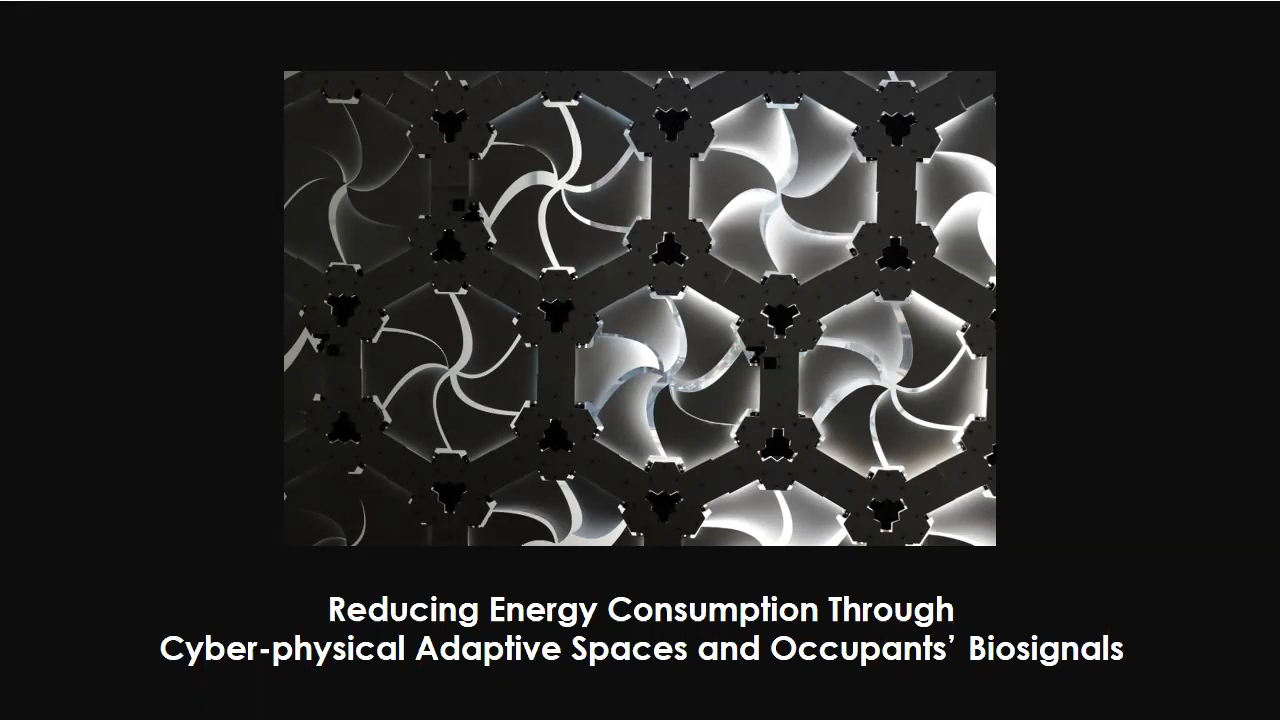 Reducing Energy Consumption Through
Cyber-physical Adaptive Spaces and Occupants’ Biosignals